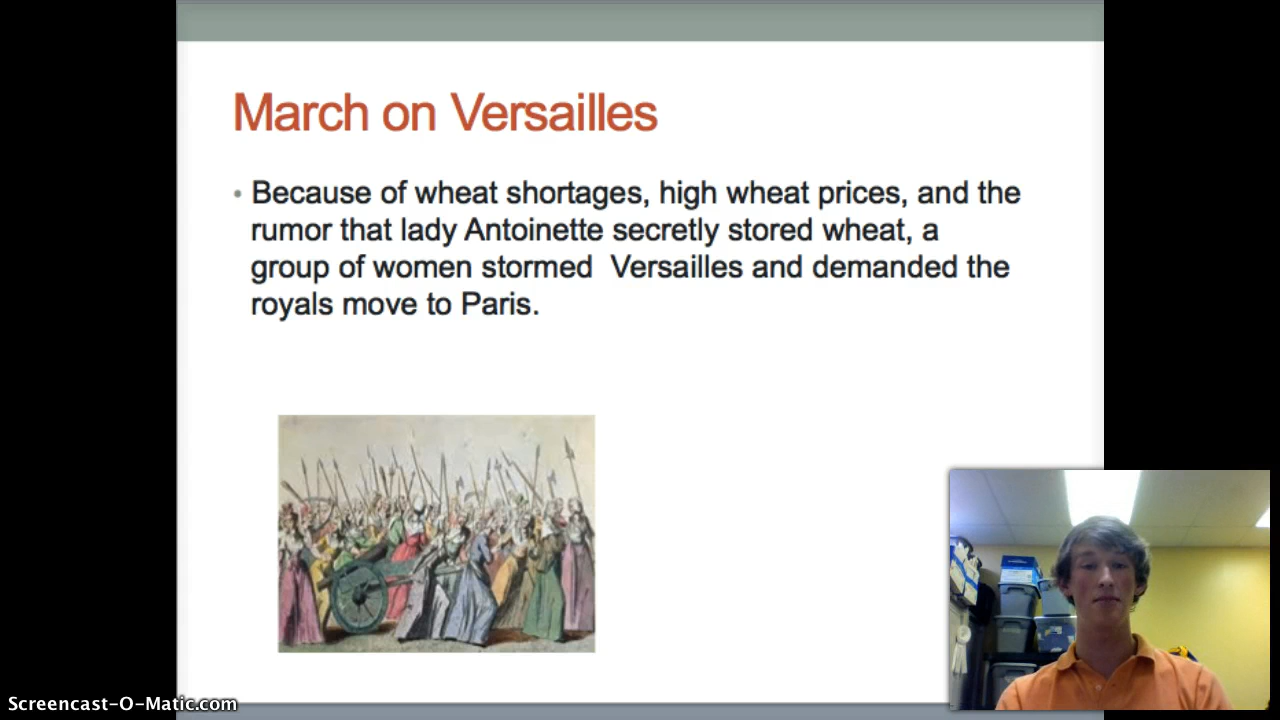 March on Versailles
• Because of wheat shortages, high wheat prices, and the
rumor that lady Antoinette secretly stored wheat, a
group of women stormed  Versailles and demanded the
royals move to Paris.
Screencast-O-Matic.com